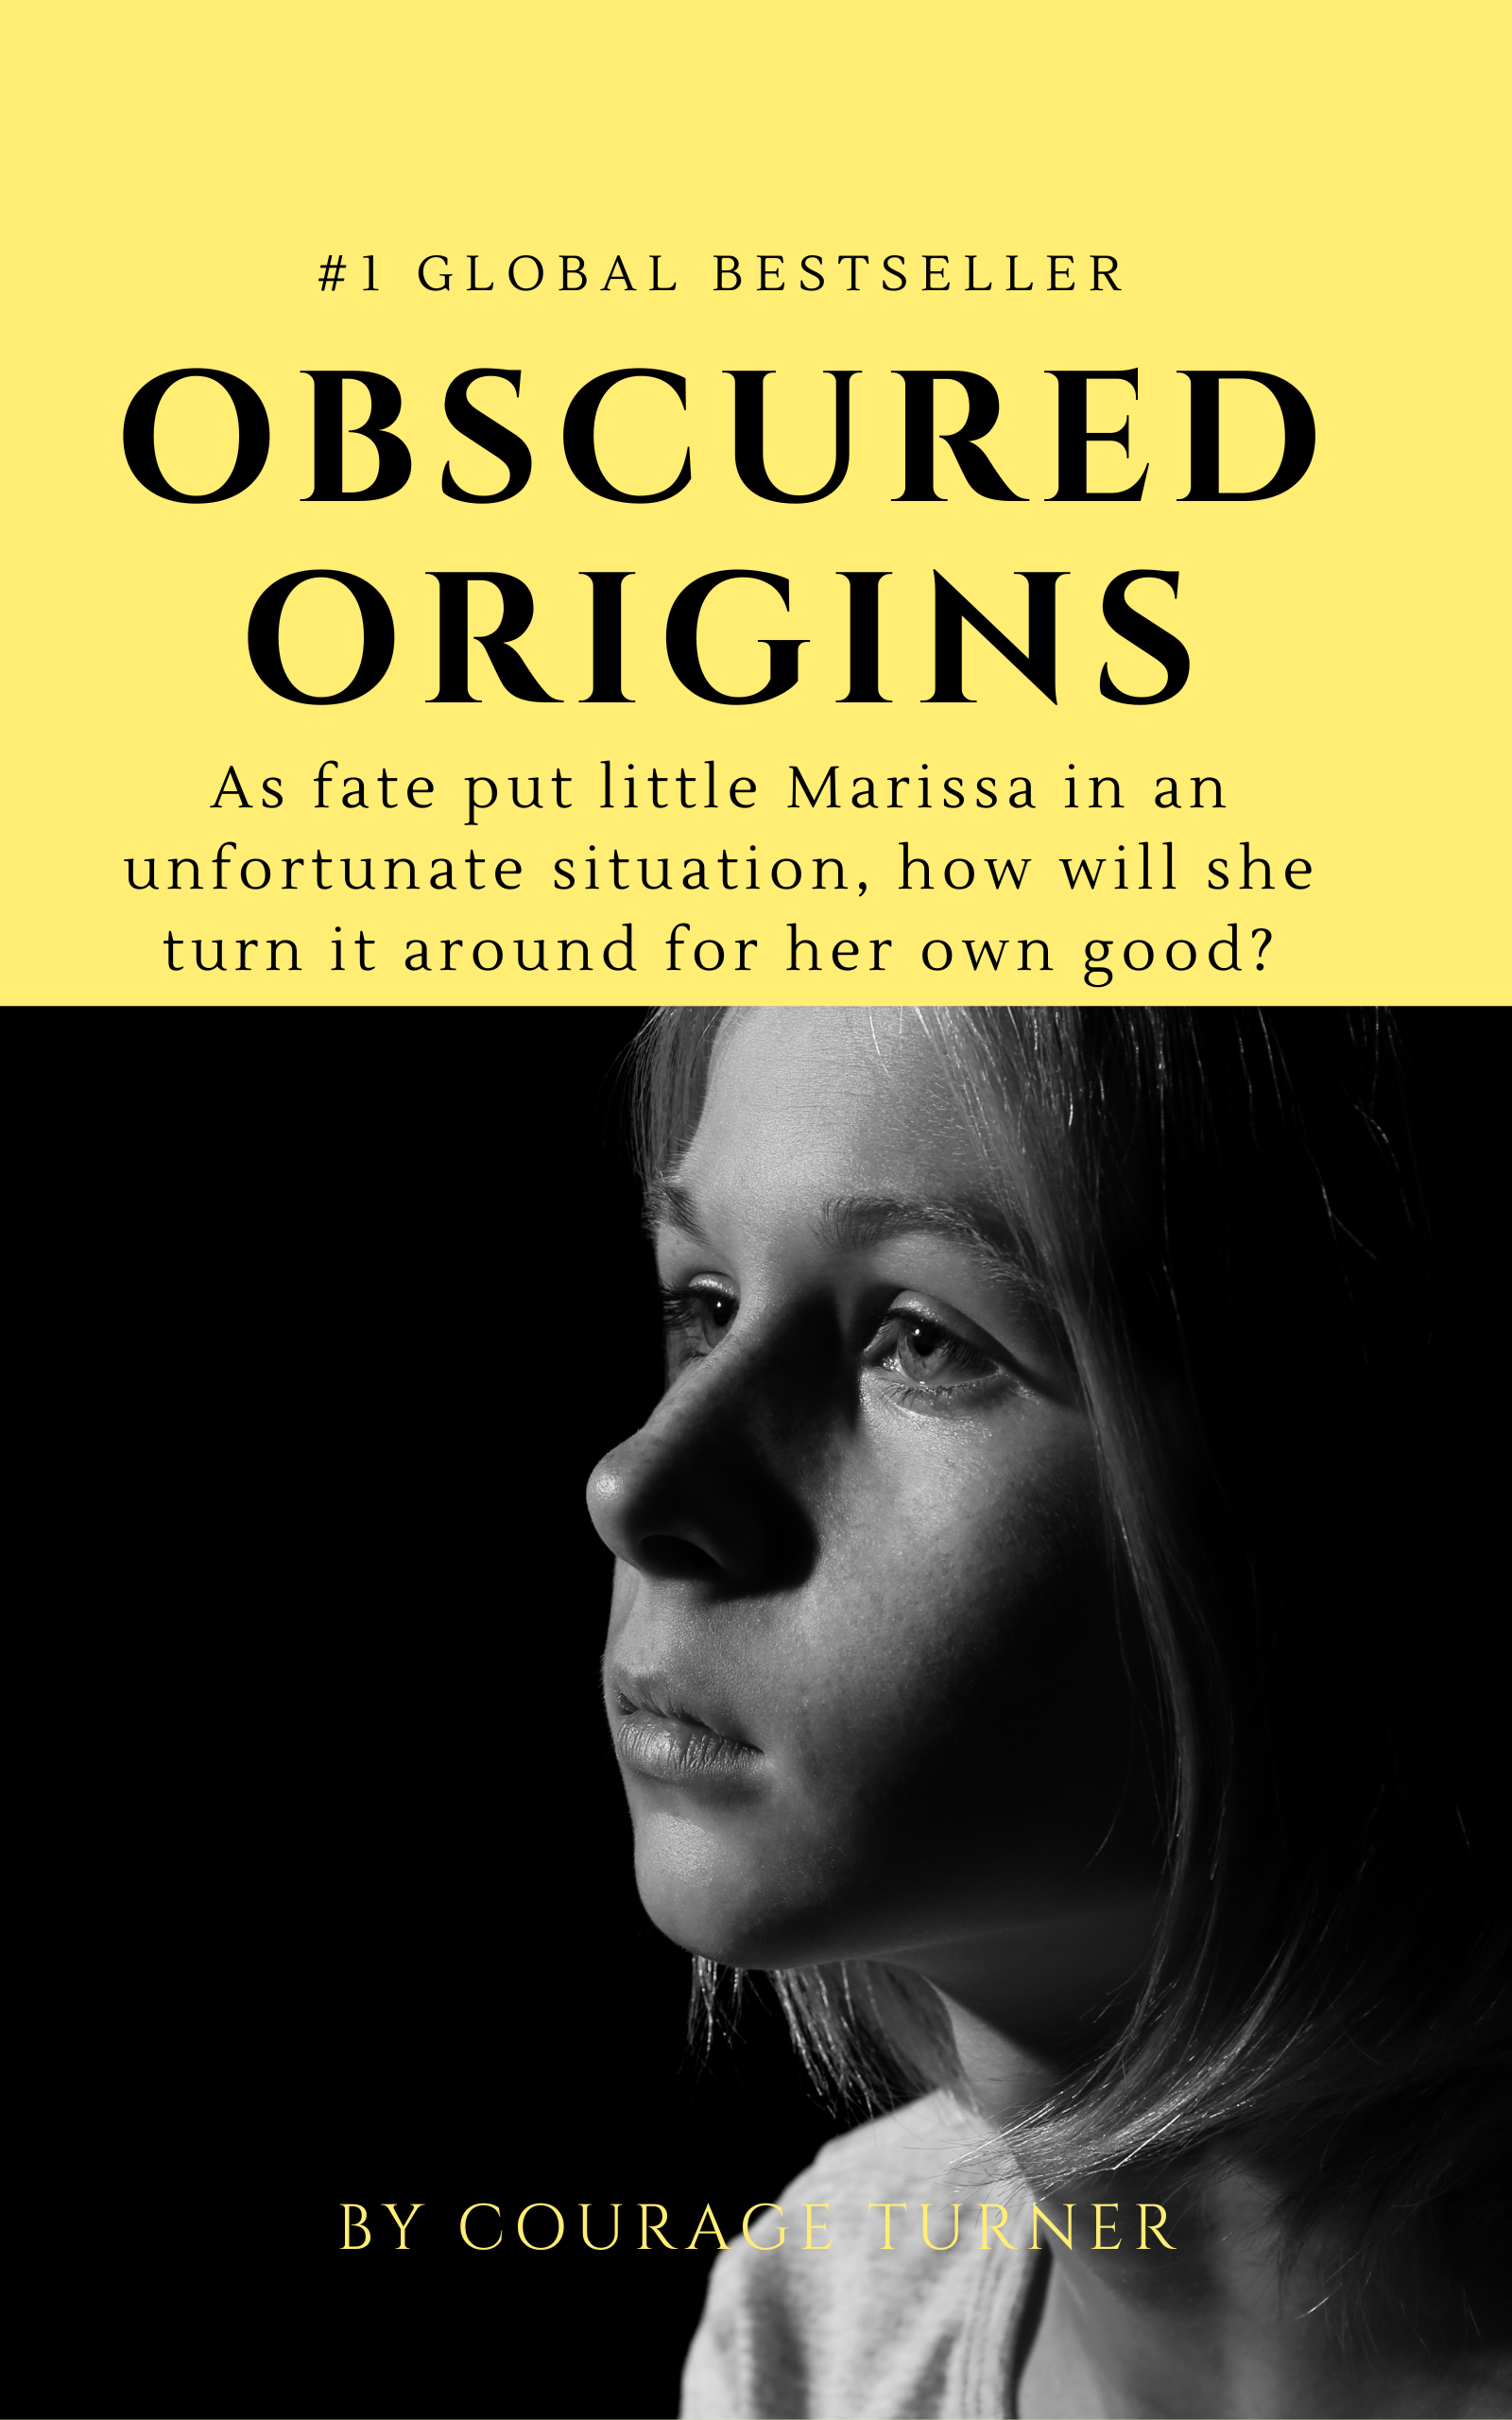 #1 GLOBAL BESTSELLER
OBSCURED
ORIGINS
As fate put little Marissa in an
unfortunate situation, how will she
turn it around for her own good?
BY COURAGE TURNER